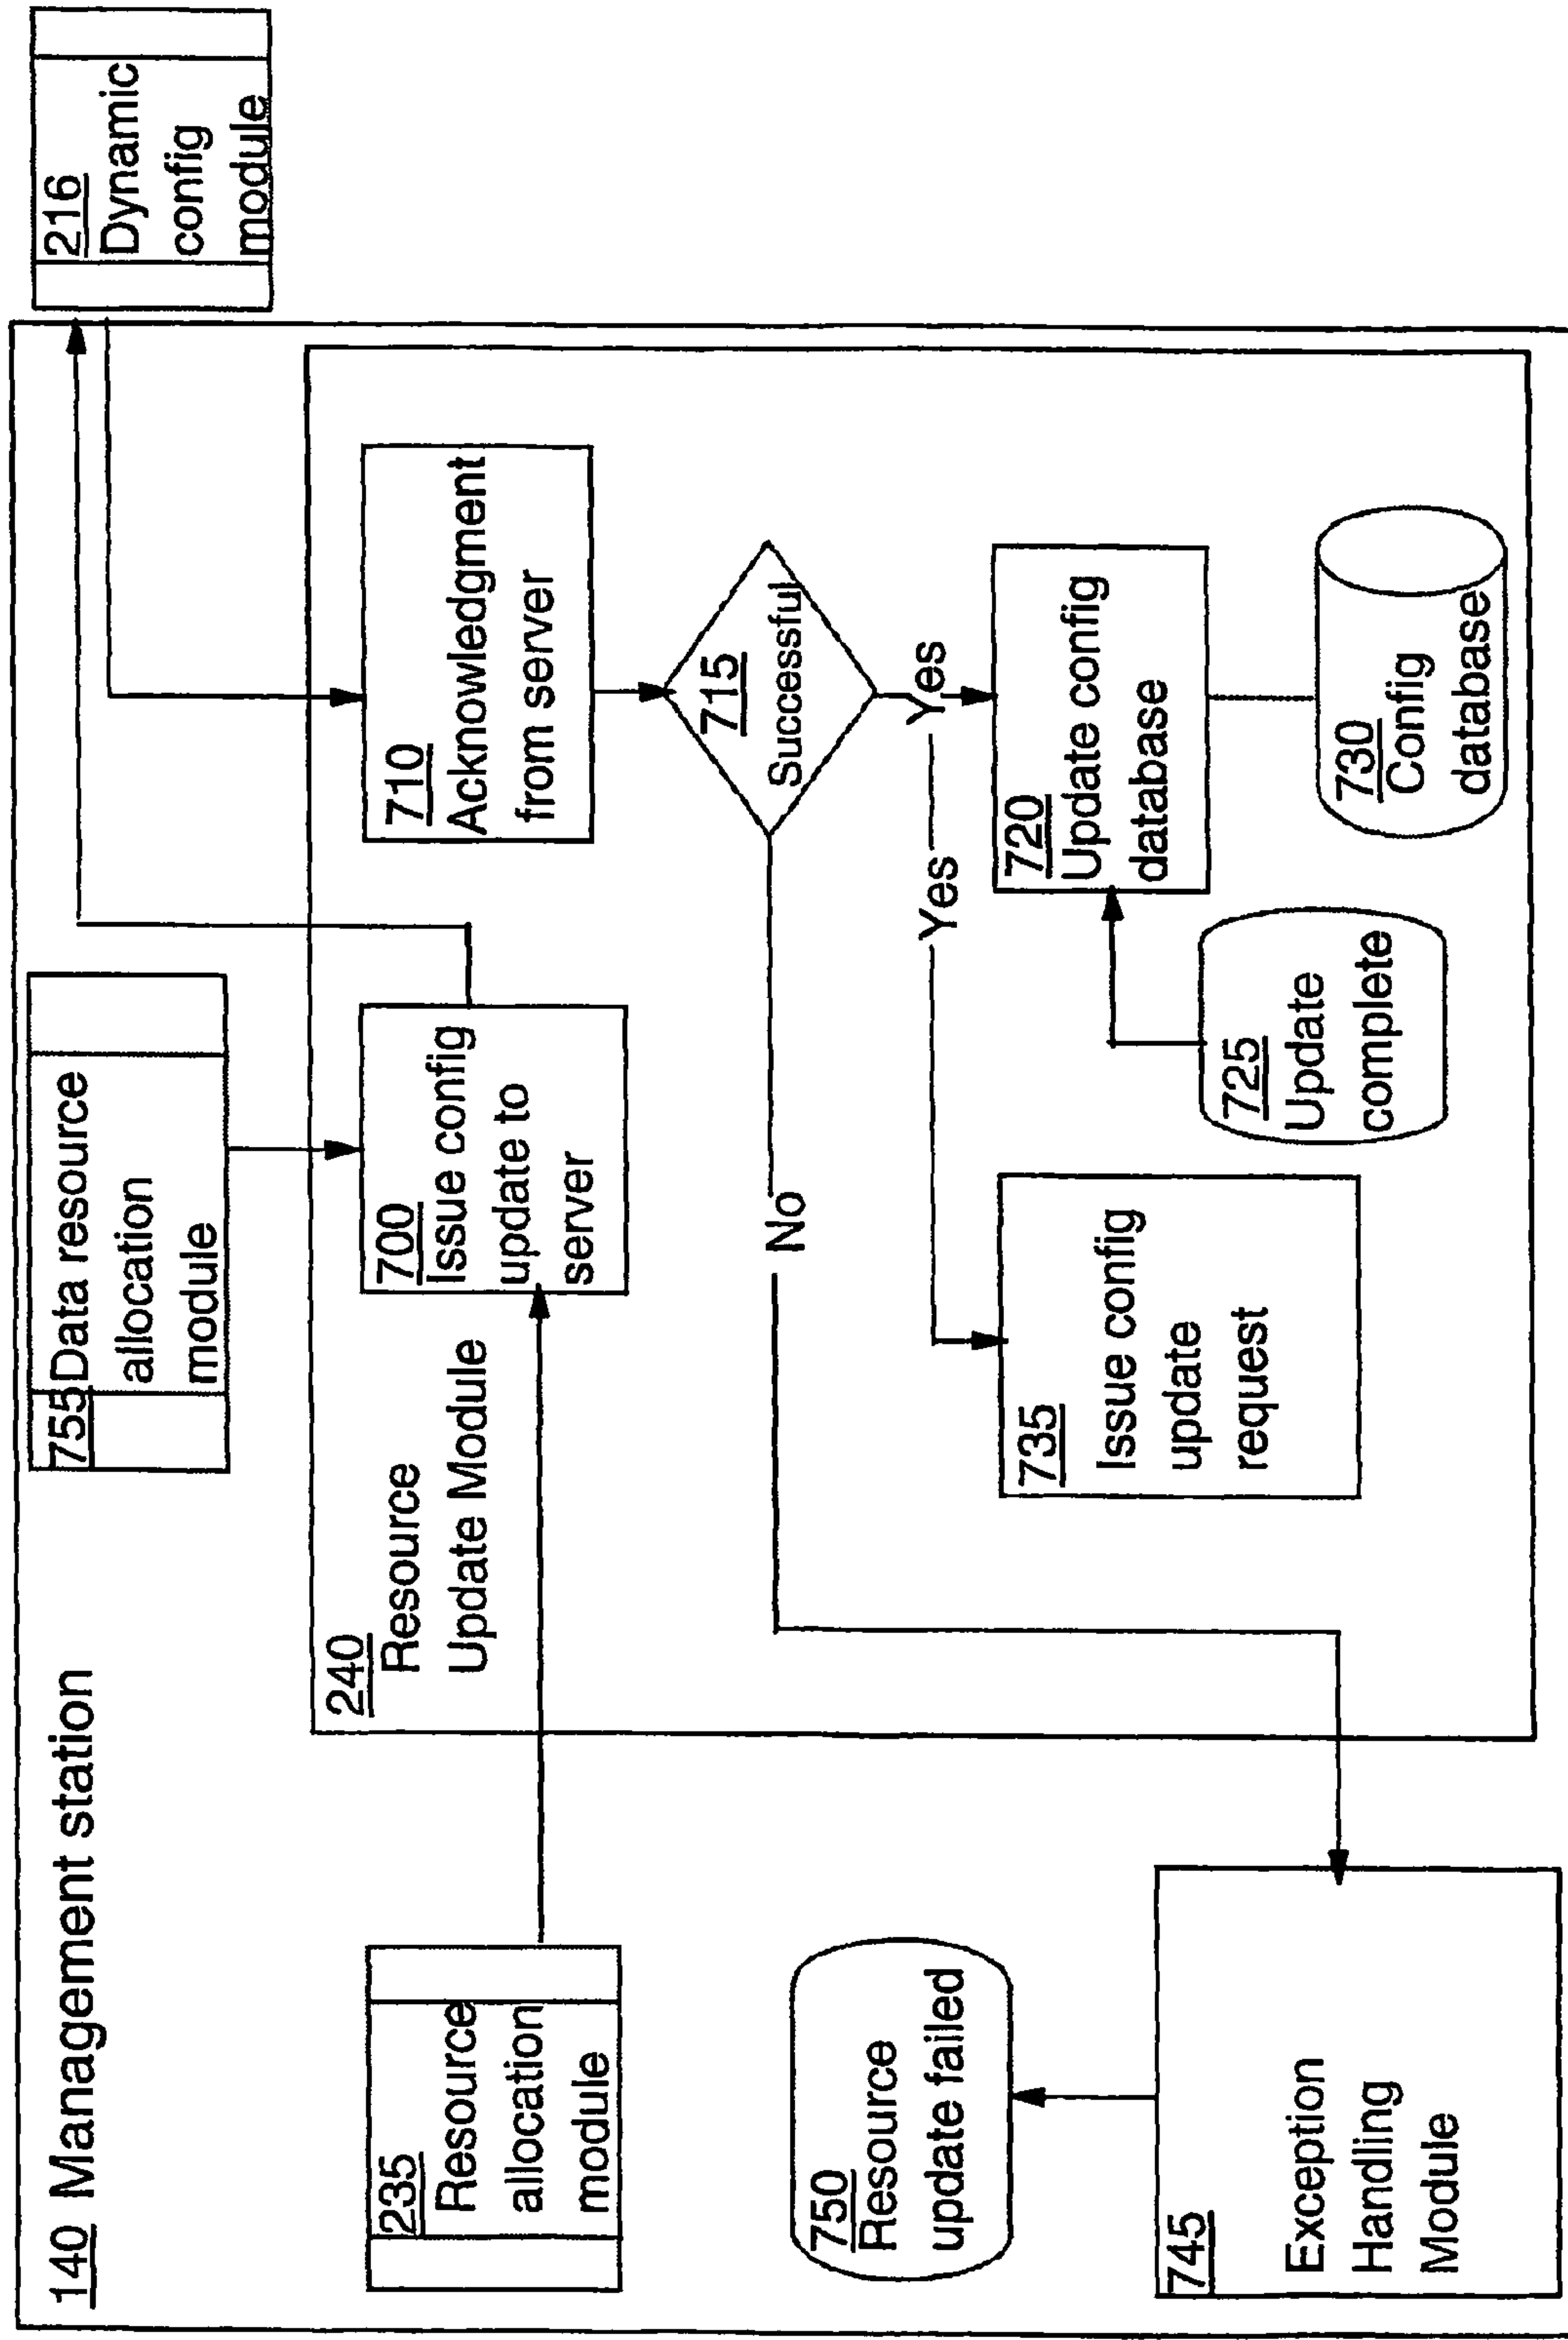 140 Management station
235
Resource
allocation
module
750
Resource
update failed
745
Exception
Handling
Module
755 Data resource
allocation
module
240
Resource
Update Module
700
Issue config
update to
server
No
735
Issue config
update
request
216
Dynamic
config
module
710
Acknowledgment
from server
715
Successful
Yes
Yes
720
Update config
database
725
Update
complete
730
Config
database